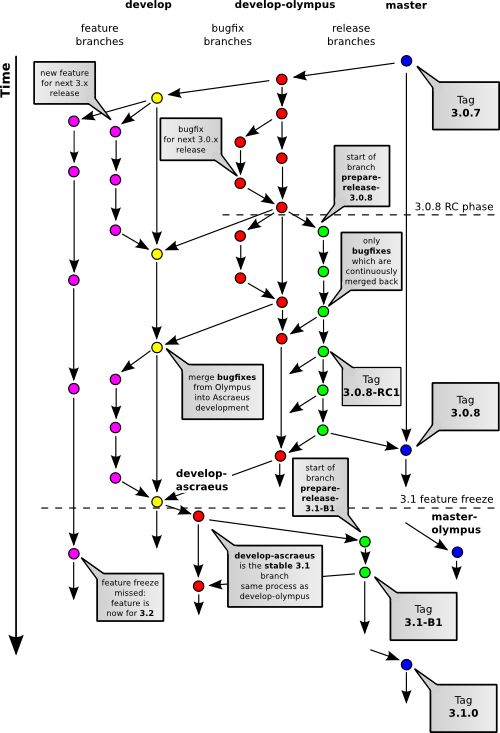 develop
develop-olympus
master
feature
branches
bugfix
branches
release
branches
Time
new feature
for next 3.x
release
Tag
3.0.7
bugfix
for next 3.0.x
release
start of
branch
prepare-
release-
3.0.8
3.0.8 RC phase
only
bugfixes
which are
continuously
merged back
merge bugfixes
from Olympus
into Ascraeus
development
Tag
3.0.8-RC1
Tag
3.0.8
develop-
ascraeus
start of
branch
prepare-
release-
3.1-B1
3.1 feature freeze
master-
olympus
develop-ascraeus
is the stable 3.1
branch
same process as
develop-olympus
feature freeze
missed:
feature is
now for 3.2
Tag
3.1-B1
Tag
3.1.0